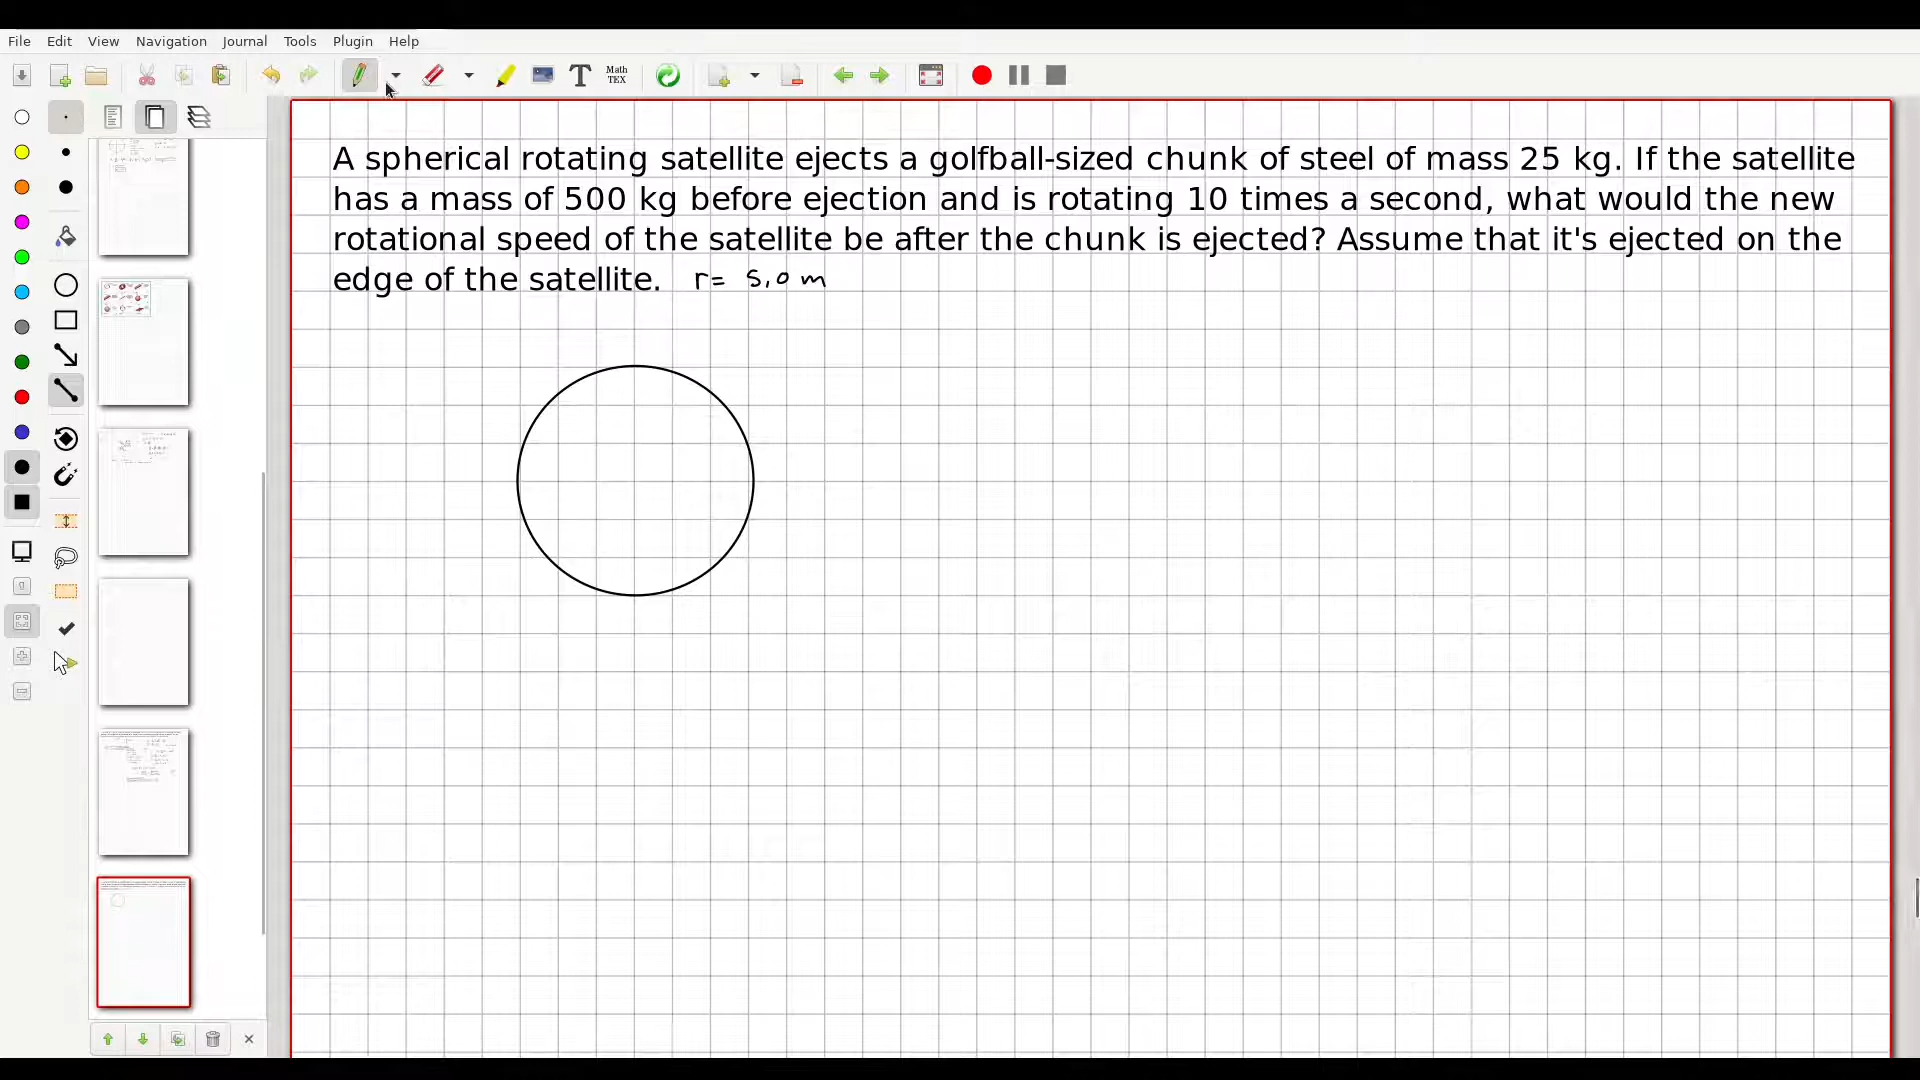 File Edit View Navigation Journal Tools Plugin Help
Math
TEX
A spherical rotating satellite ejects a golfball-sized chunk of steel of mass 25 kg. If the satellite
has a mass of 500 kg before ejection and is rotating 10 times a second, what would the new
rotational speed of the satellite be after the chunk is ejected? Assume that it's ejected on the
edge of the satellite. r= 5.0 m